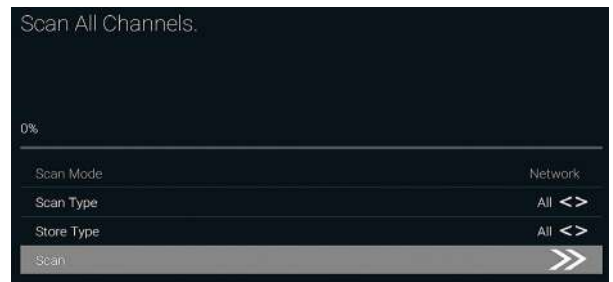 Scan All Channels.
0%
Scan Mode Network
Scan Type All <>
Store Type All <>
Scan